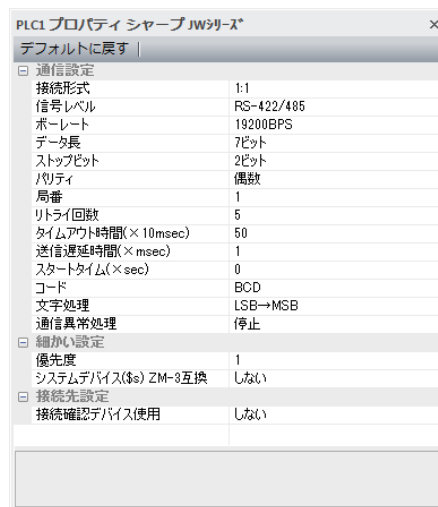 PLC1 プロパティ シャープ JWｼﾘｰｽﾞ ×
デフォルトに戻す
通信設定
接続形式 1:1
信号レベル RS-422/485
ボーレート 19200BPS
データ長 7ビット
ストップビット 2ビット
パリティ 偶数
局番 1
リトライ回数 5
タイムアウト時間(×10msec) 50
送信遅延時間(×msec) 1
スタートタイム(×sec) 0
コード BCD
文字処理 LSB→MSB
通信異常処理 停止
細かい設定
優先度 1
システムデバイス($s) ZM-3互換 しない
接続先設定
接続確認デバイス使用 しない